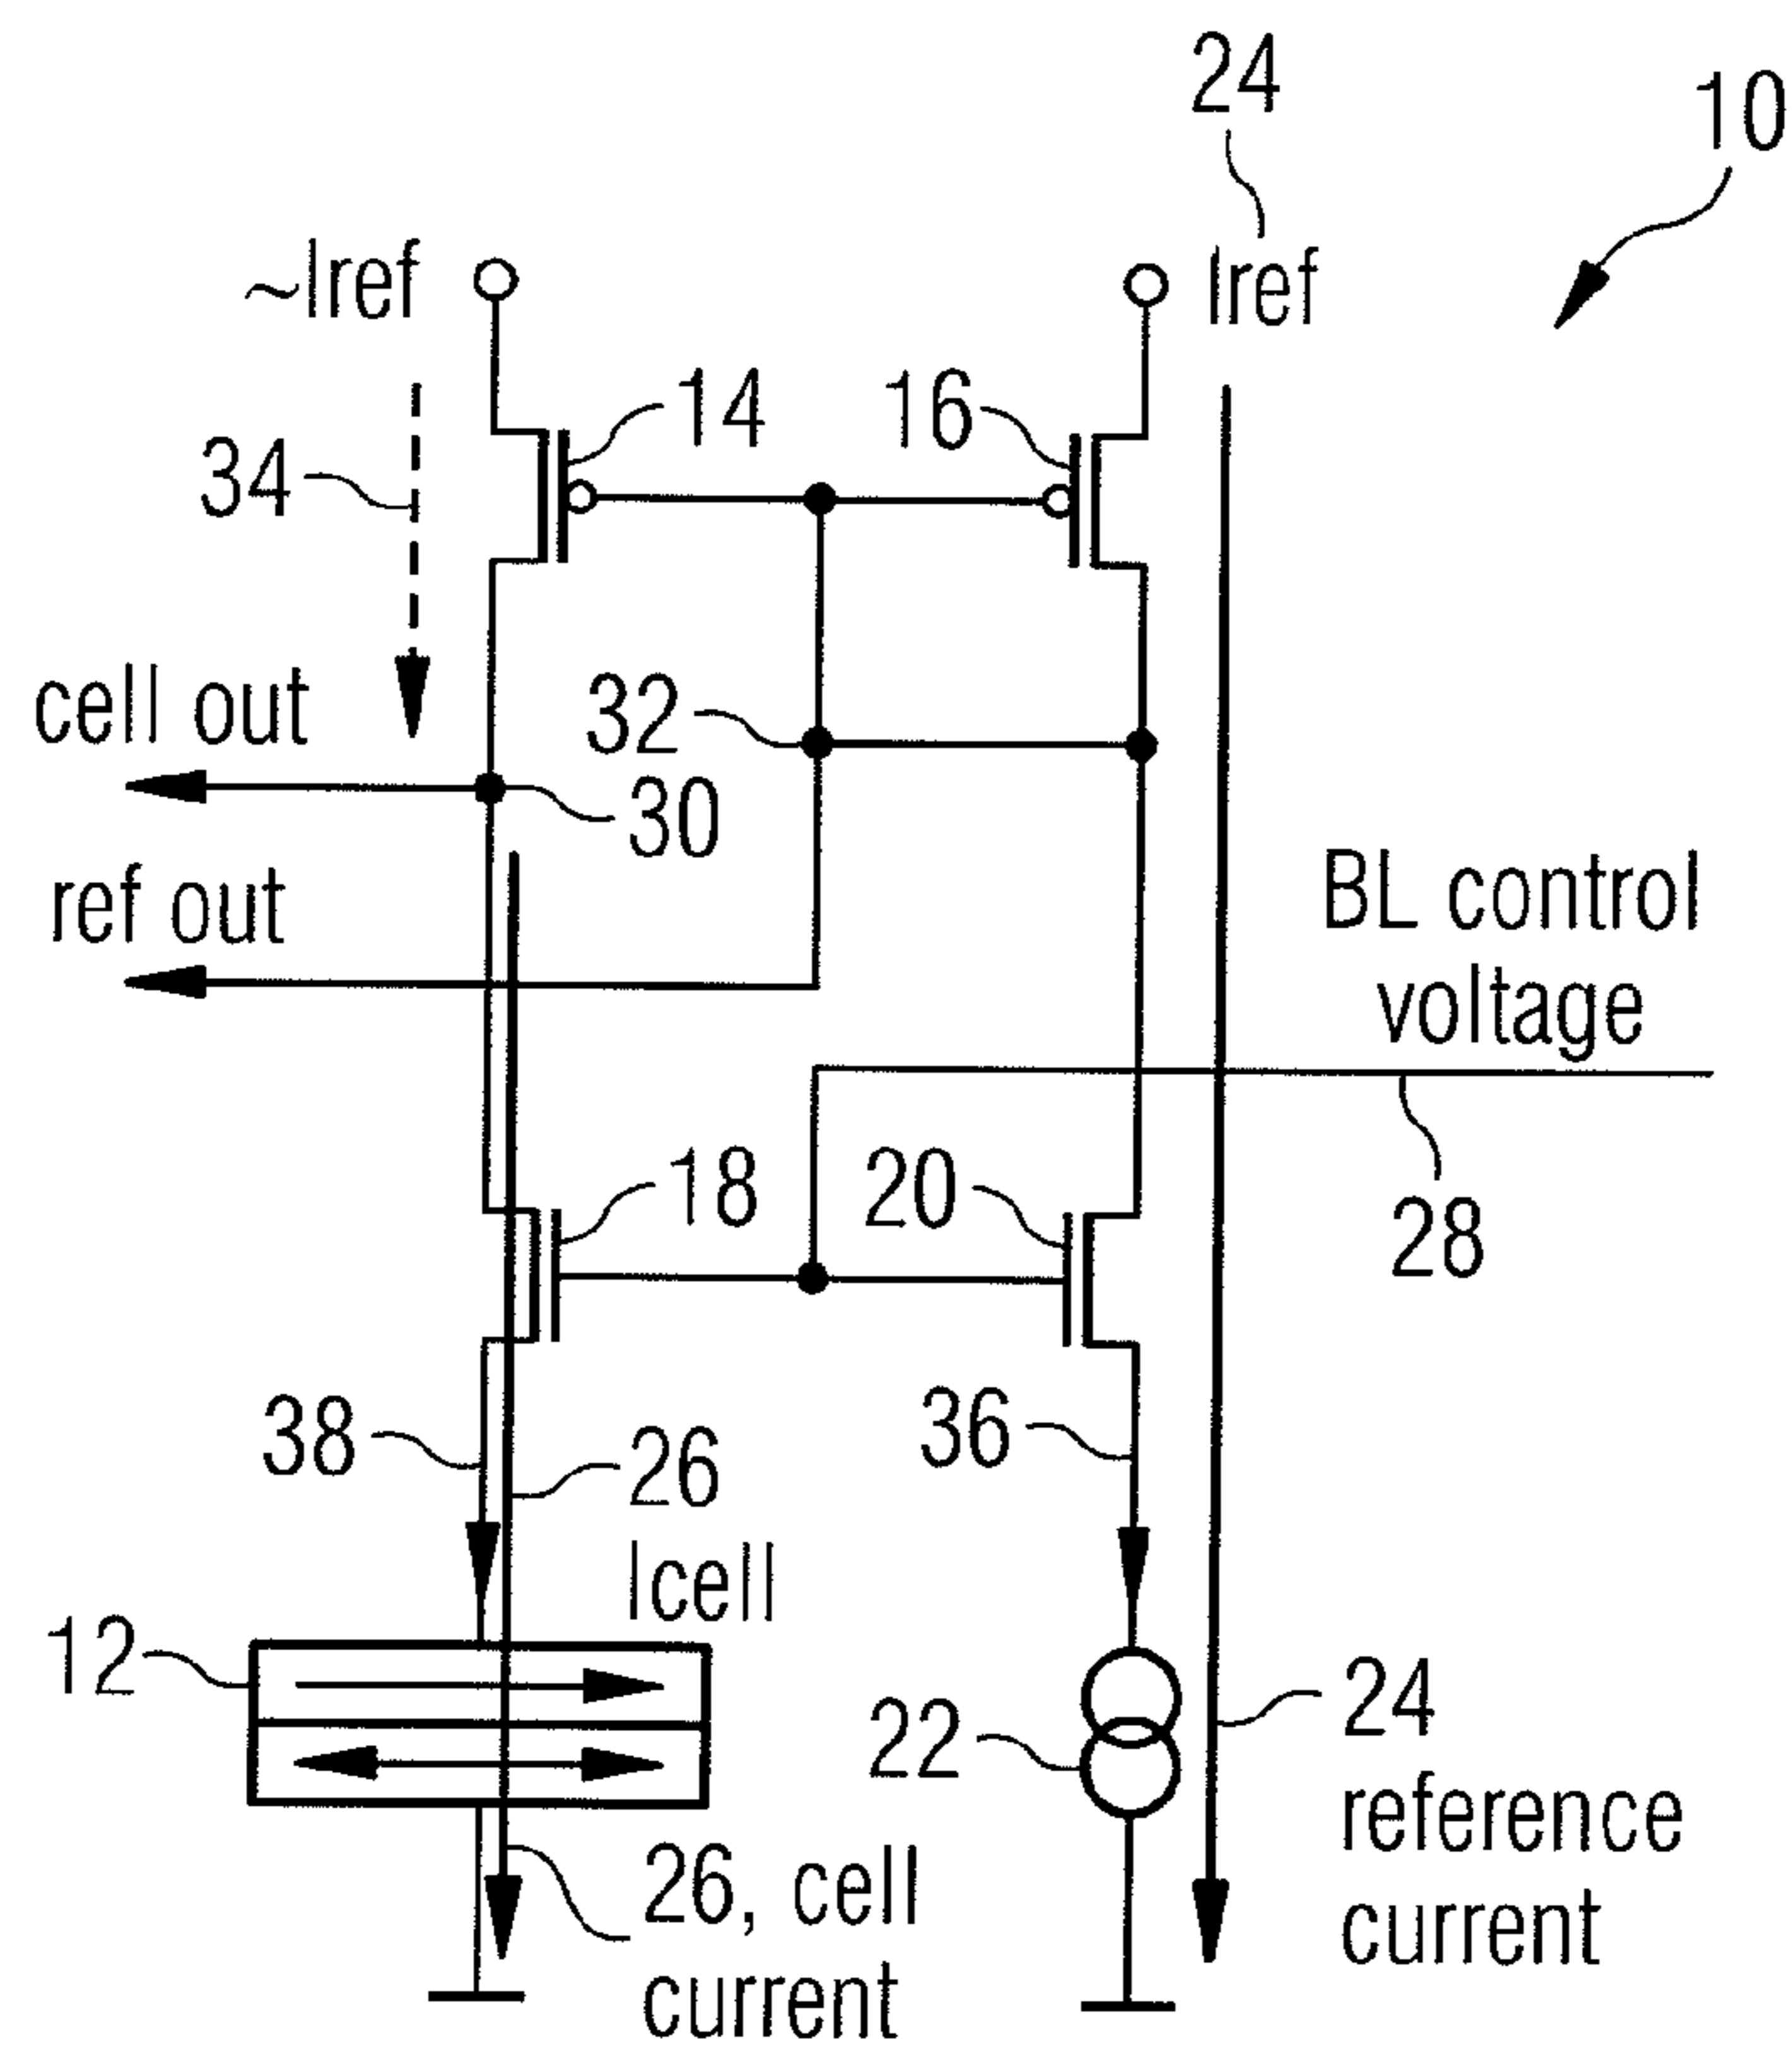 24
10
~Iref
Iref
14
16
34
cell out
32
30
ref out
BL control
voltage
18
20
28
38
26
36
Icell
12
22
24
reference
current
26, cell
current